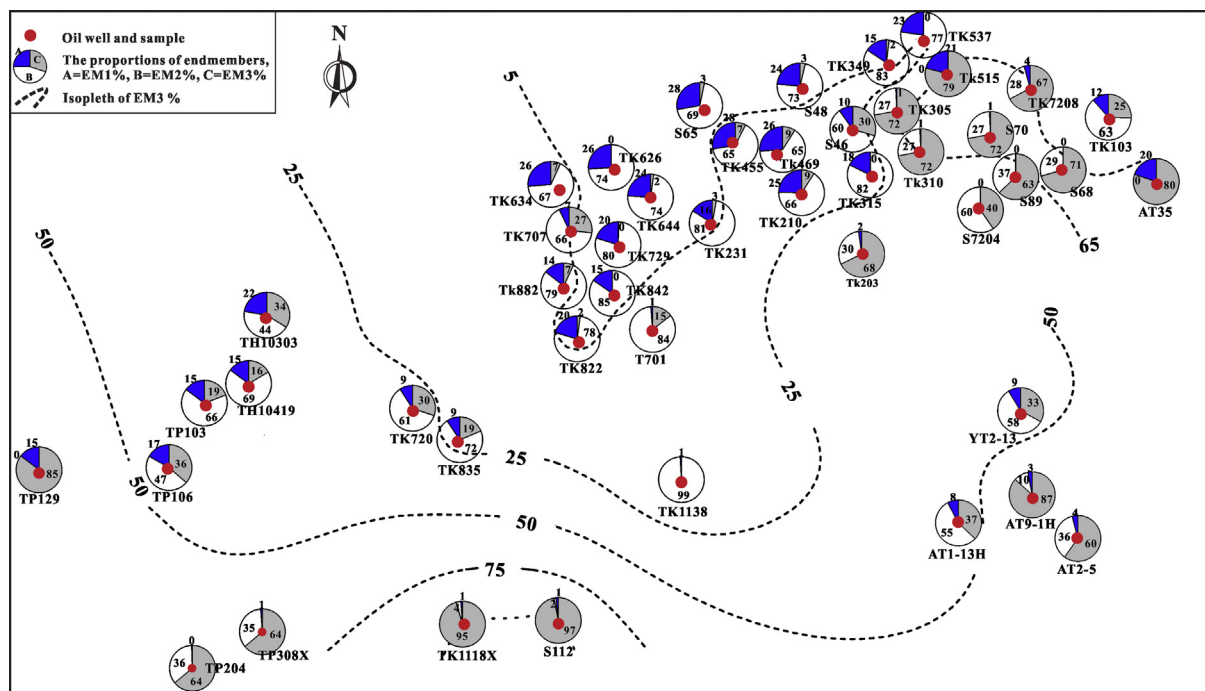 A
C
B
Oil well and sample
The proportions of endmembers,
A=EM1%, B=EM2%, C=EM3%
Isopleth of EM3 %
N
5
25
50
23
0
77
TK537
15
2
83
TK349
21
0
79
Tk515
4
67
28
TK7208
12
25
63
TK103
24
3
73
S48
28
3
69
S65
1
27
72
TK305
10
30
60
S46
1
27
72
S70
28
7
65
TK455
26
9
65
Tk469
1
27
72
Tk310
0
37
63
S89
0
29
71
S68
20
0
80
AT35
26
0
74
TK626
26
7
67
TK634
24
2
74
TK644
25
9
66
TK210
18
0
82
TK315
0
60
40
S7204
65
3
16
81
TK231
7
27
66
TK707
20
0
80
TK729
2
30
68
Tk203
14
7
79
Tk882
15
0
85
TK842
20
2
78
TK822
1
15
84
T701
22
34
44
TH10303
50
15
16
69
TH10419
15
19
66
TP103
9
30
61
TK720
9
19
72
TK835
25
25
9
33
58
YT2-13
15
0
85
TP129
17
36
47
TP106
50
1
99
TK1138
50
3
10
87
AT9-1H
8
37
55
AT1-13H
4
36
60
AT2-5
75
1
35
64
TP308X
0
36
64
TP204
1
4
95
TK1118X
1
2
97
S112